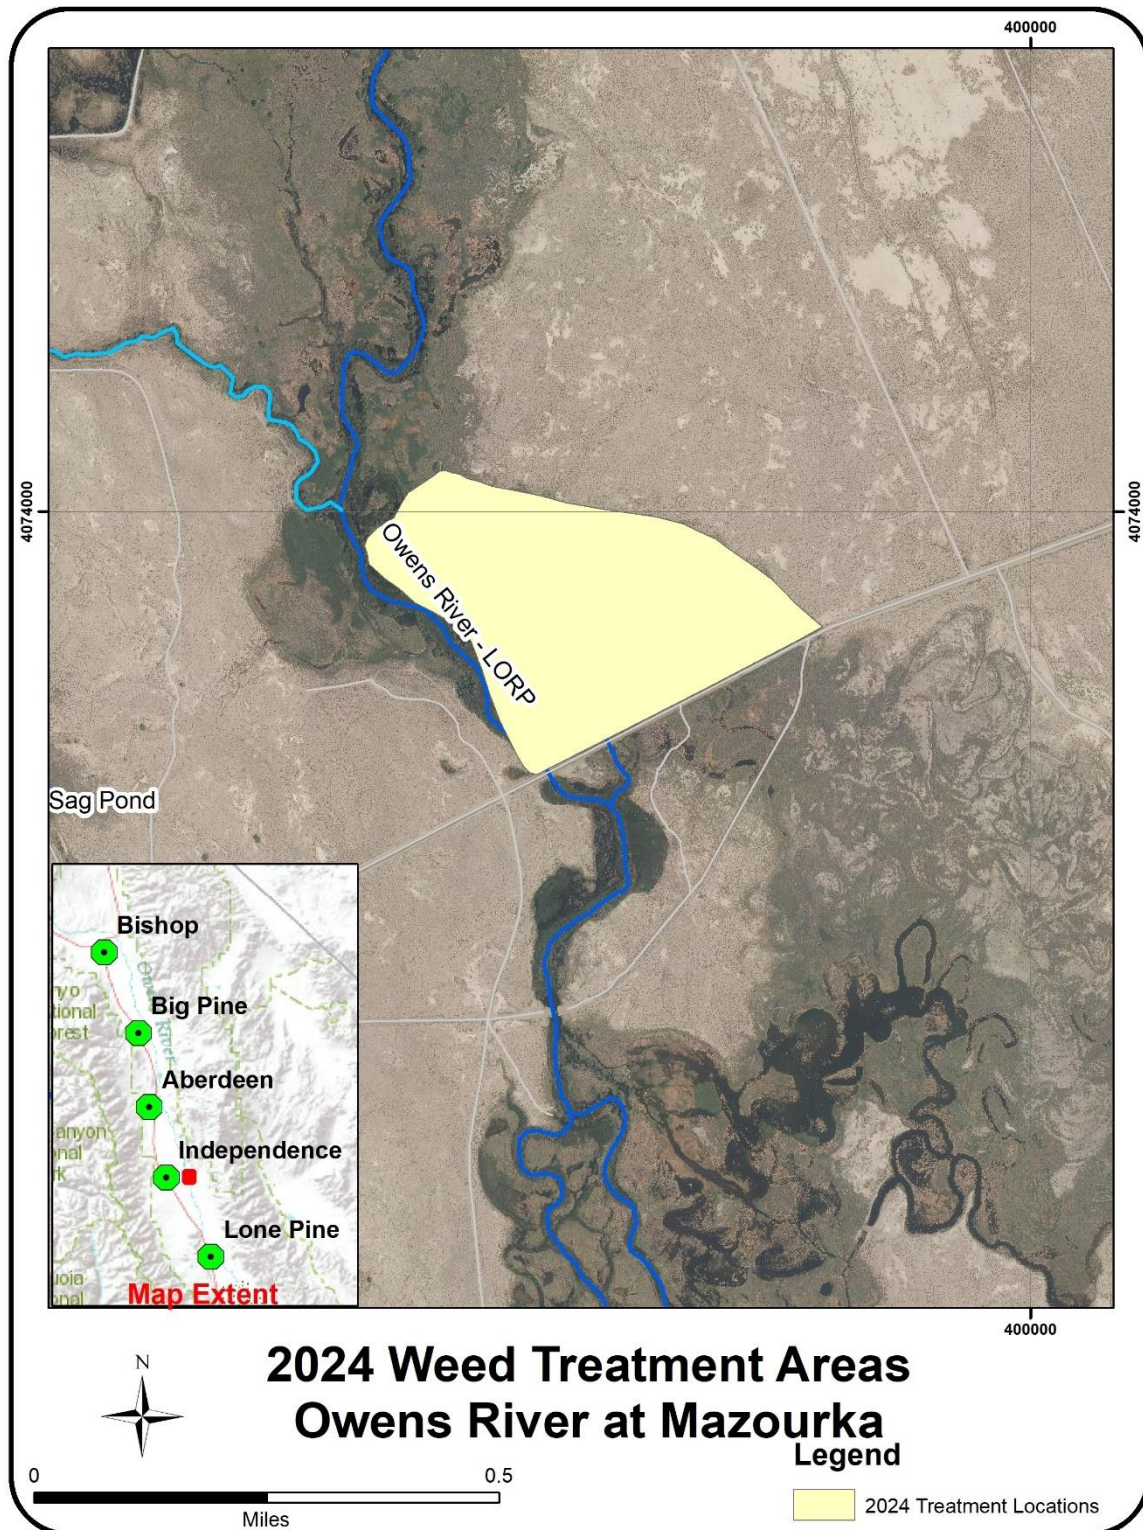 400000
4074000
4074000
Owens River - LORP
Sag Pond
Bishop
Big Pine
Aberdeen
Independence
Lone Pine
Map Extent
400000
2024 Weed Treatment Areas
Owens River at Mazourka
N
Legend
0 0.5
Miles
2024 Treatment Locations